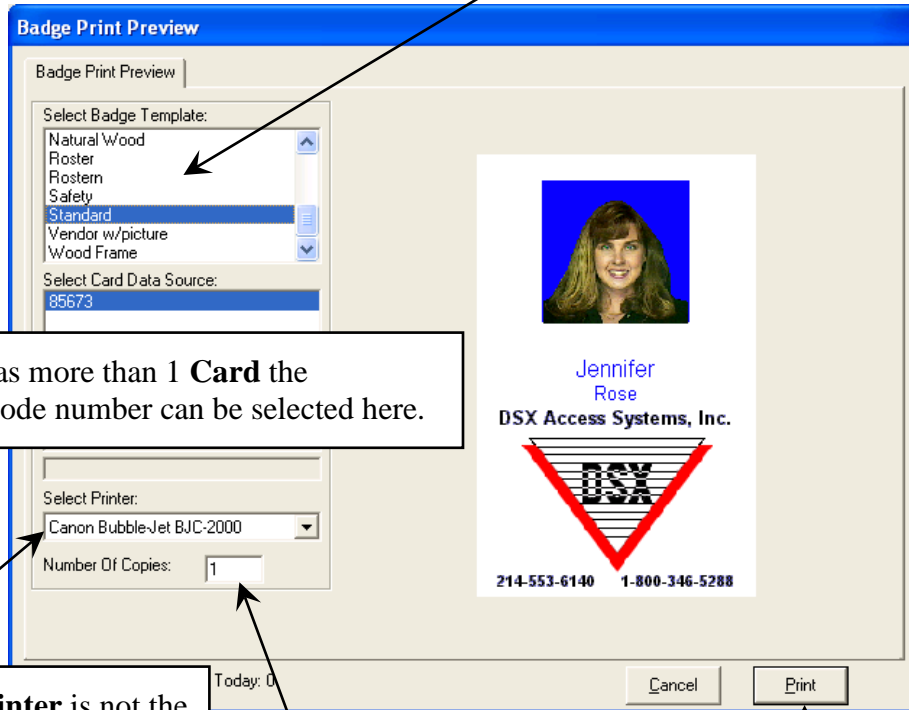 Badge Print Preview
Badge Print Preview
Select Badge Template:
Natural Wood
Roster
Rostern
Safety
Standard
Vendor w/picture
Wood Frame
Select Card Data Source:
85673
as more than 1 Card the
ode number can be selected here.
Select Printer:
Canon Bubble-Jet BJC-2000
Number Of Copies: 1
Jennifer
Rose
DSX Access Systems, Inc.
DSX
214-553-6140 1-800-346-5288
inter is not the
Today: 0
Cancel
Print